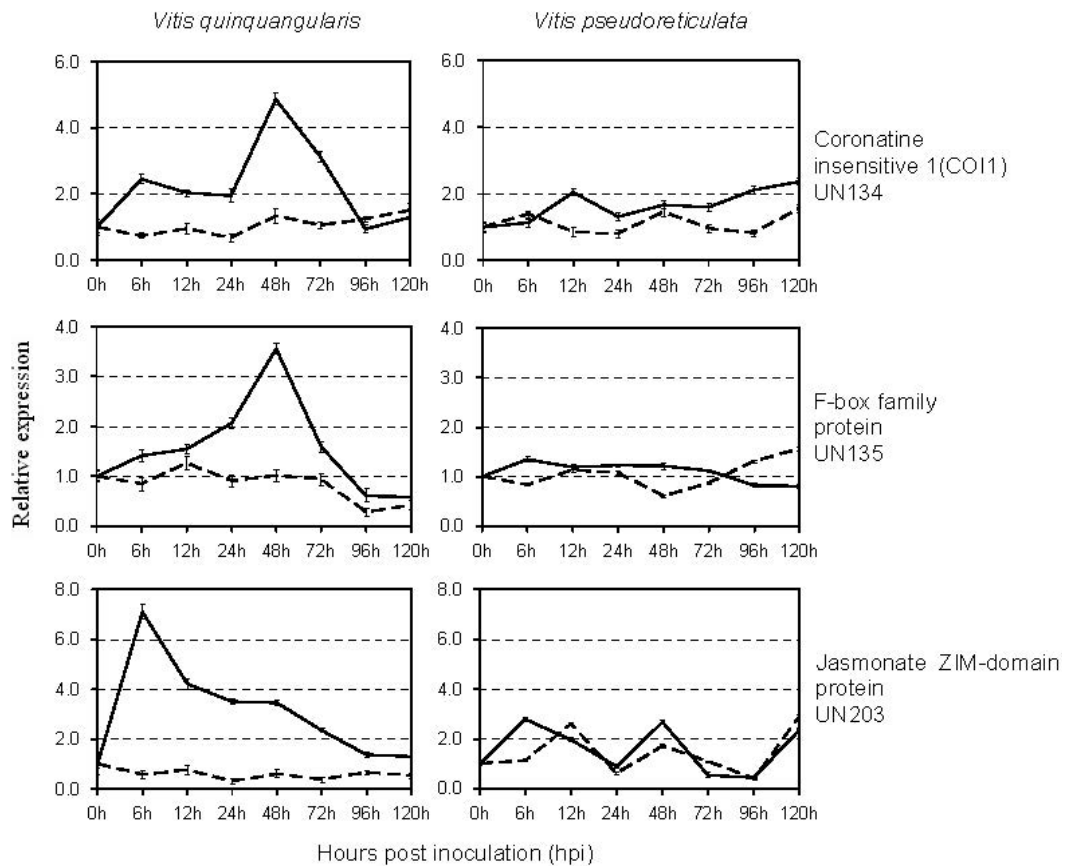 Vitis quinquangularis
Vitis pseudoreticulata
Relative expression
6.0
4.0
2.0
0.0
0h 6h 12h 24h 48h 72h 96h 120h
6.0
4.0
2.0
0.0
0h 6h 12h 24h 48h 72h 96h 120h
Coronatine
insensitive 1(COI1)
UN134
4.0
3.0
2.0
1.0
0.0
0h 6h 12h 24h 48h 72h 96h 120h
4.0
3.0
2.0
1.0
0.0
0h 6h 12h 24h 48h 72h 96h 120h
F-box family
protein
UN135
8.0
6.0
4.0
2.0
0.0
0h 6h 12h 24h 48h 72h 96h 120h
8.0
6.0
4.0
2.0
0.0
0h 6h 12h 24h 48h 72h 96h 120h
Jasmonate ZIM-domain
protein
UN203
Hours post inoculation (hpi)